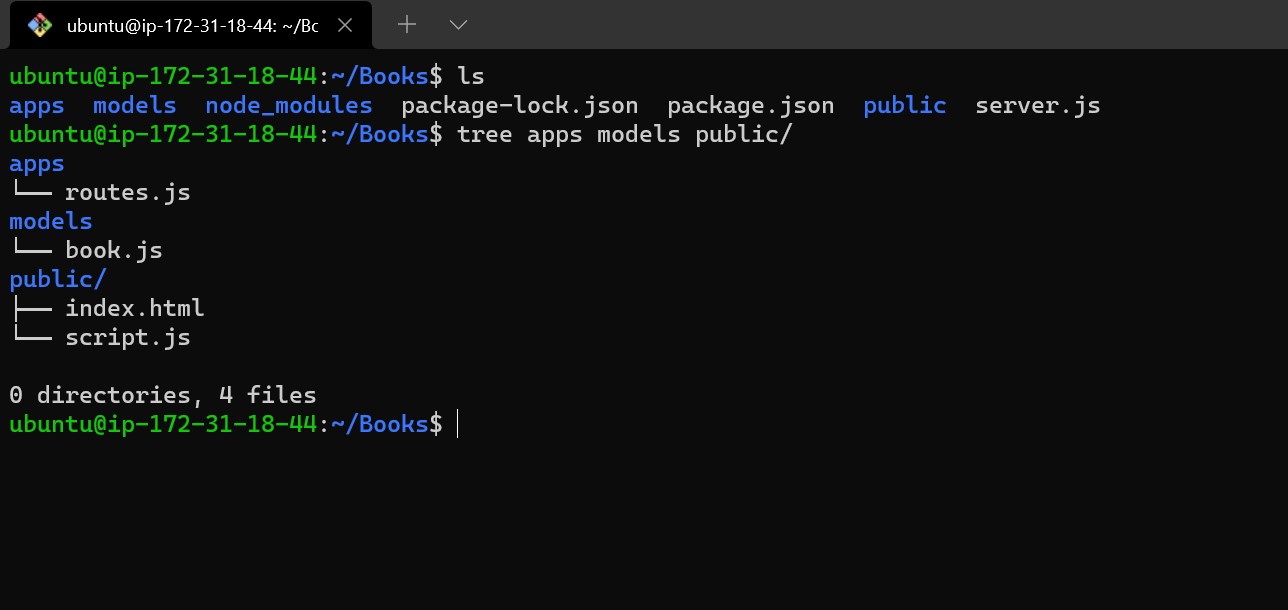 ubuntu@ip-172-31-18-44: ~/Bo
ubuntu@ip-172-31-18-44:~/Books$ ls
apps  models  node_modules  package-lock.json  package.json  public  server.js
ubuntu@ip-172-31-18-44:~/Books$ tree apps models public/
apps
└── routes.js
models
└── book.js
public/
├── index.html
└── script.js
0 directories, 4 files
ubuntu@ip-172-31-18-44:~/Books$